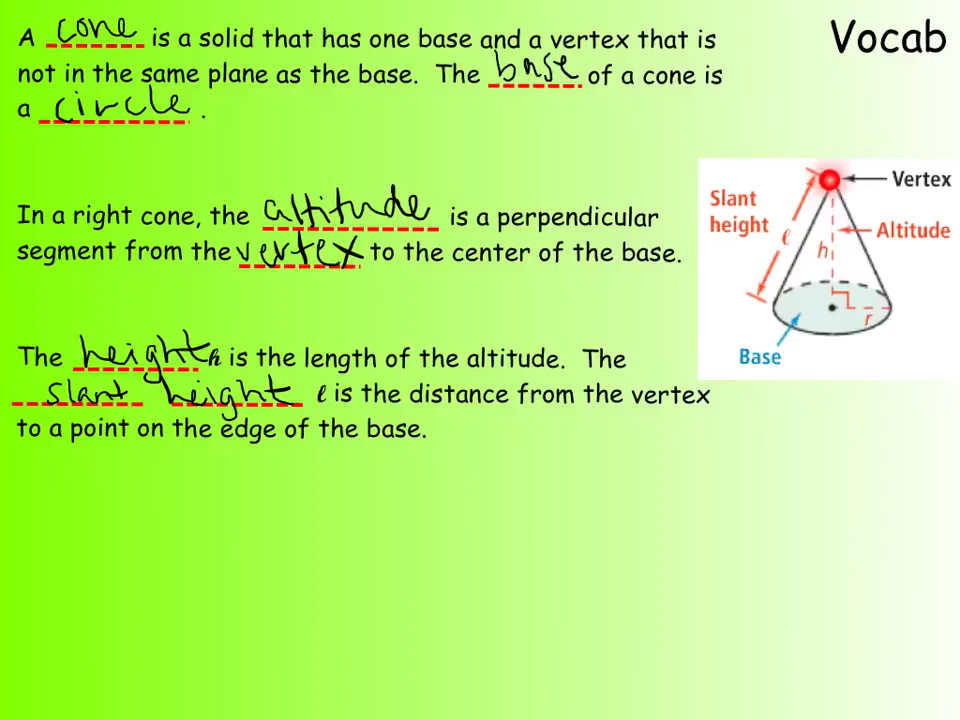 Vocab
A cone is a solid that has one base and a vertex that is
not in the same plane as the base. The base of a cone is
a circle .
In a right cone, the altitude is a perpendicular
segment from the vertex to the center of the base.
The height h is the length of the altitude. The
slant height ℓ is the distance from the vertex
to a point on the edge of the base.
Vertex
Slant
height
Altitude
ℓ
h
r
Base